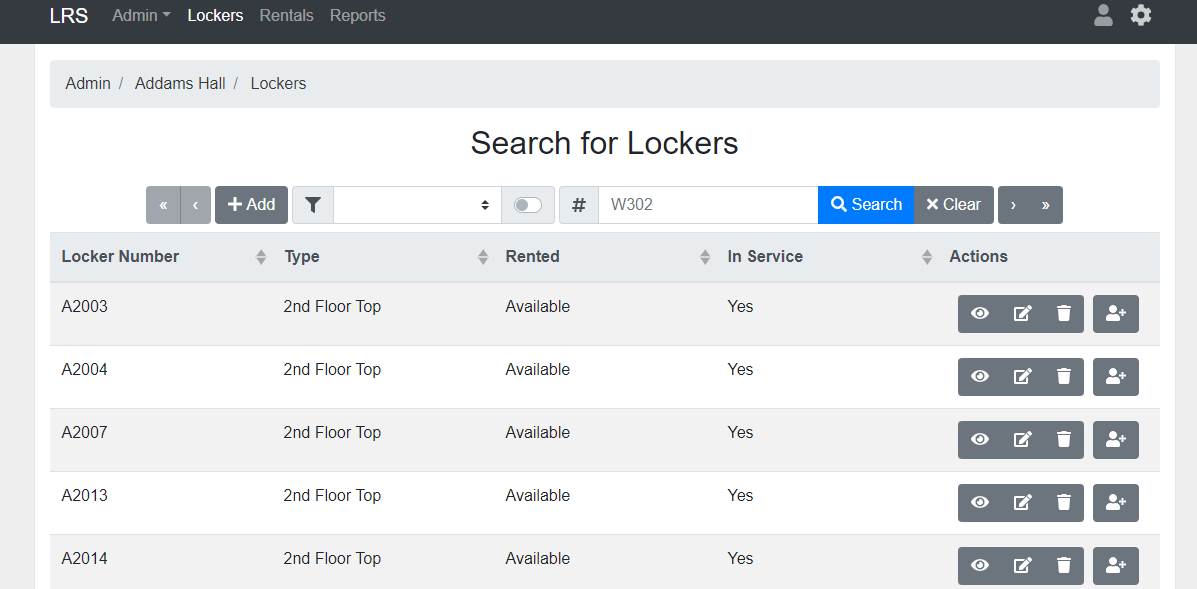 LRS Admin Lockers Rentals Reports
Admin / Addams Hall / Lockers
Search for Lockers
« ‹ + Add # W302 Search × Clear › »
Locker Number Type Rented In Service Actions
A2003 2nd Floor Top Available Yes
A2004 2nd Floor Top Available Yes
A2007 2nd Floor Top Available Yes
A2013 2nd Floor Top Available Yes
A2014 2nd Floor Top Available Yes